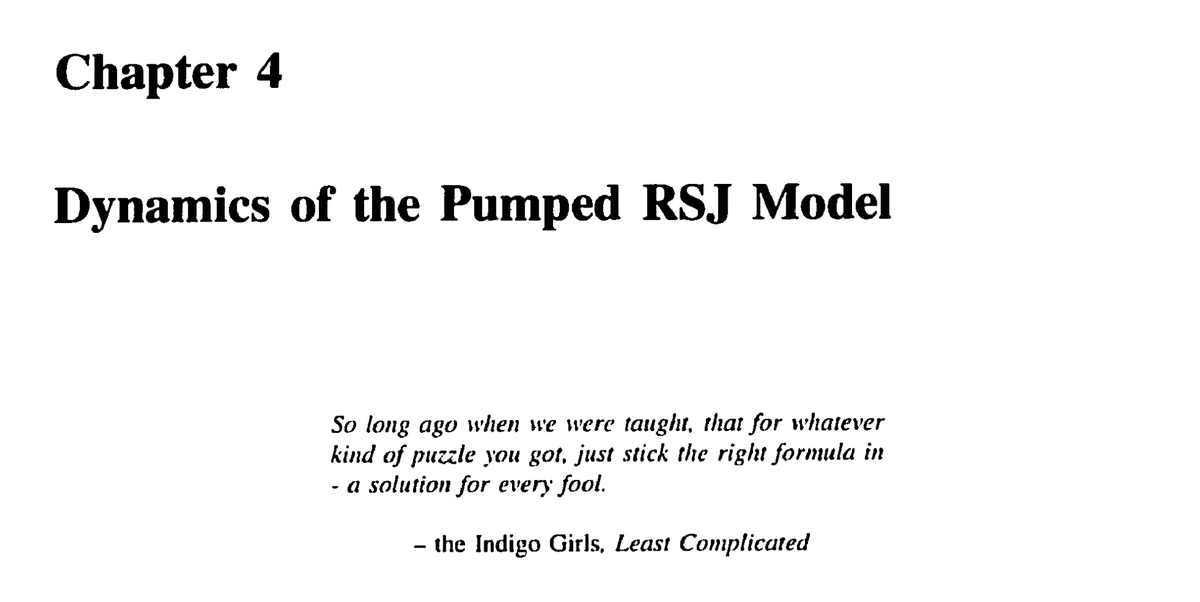 Chapter 4
Dynamics of the Pumped RSJ Model
So long ago when we were taught, that for whatever
kind of puzzle you got, just stick the right formula in
- a solution for every fool.
– the Indigo Girls, Least Complicated